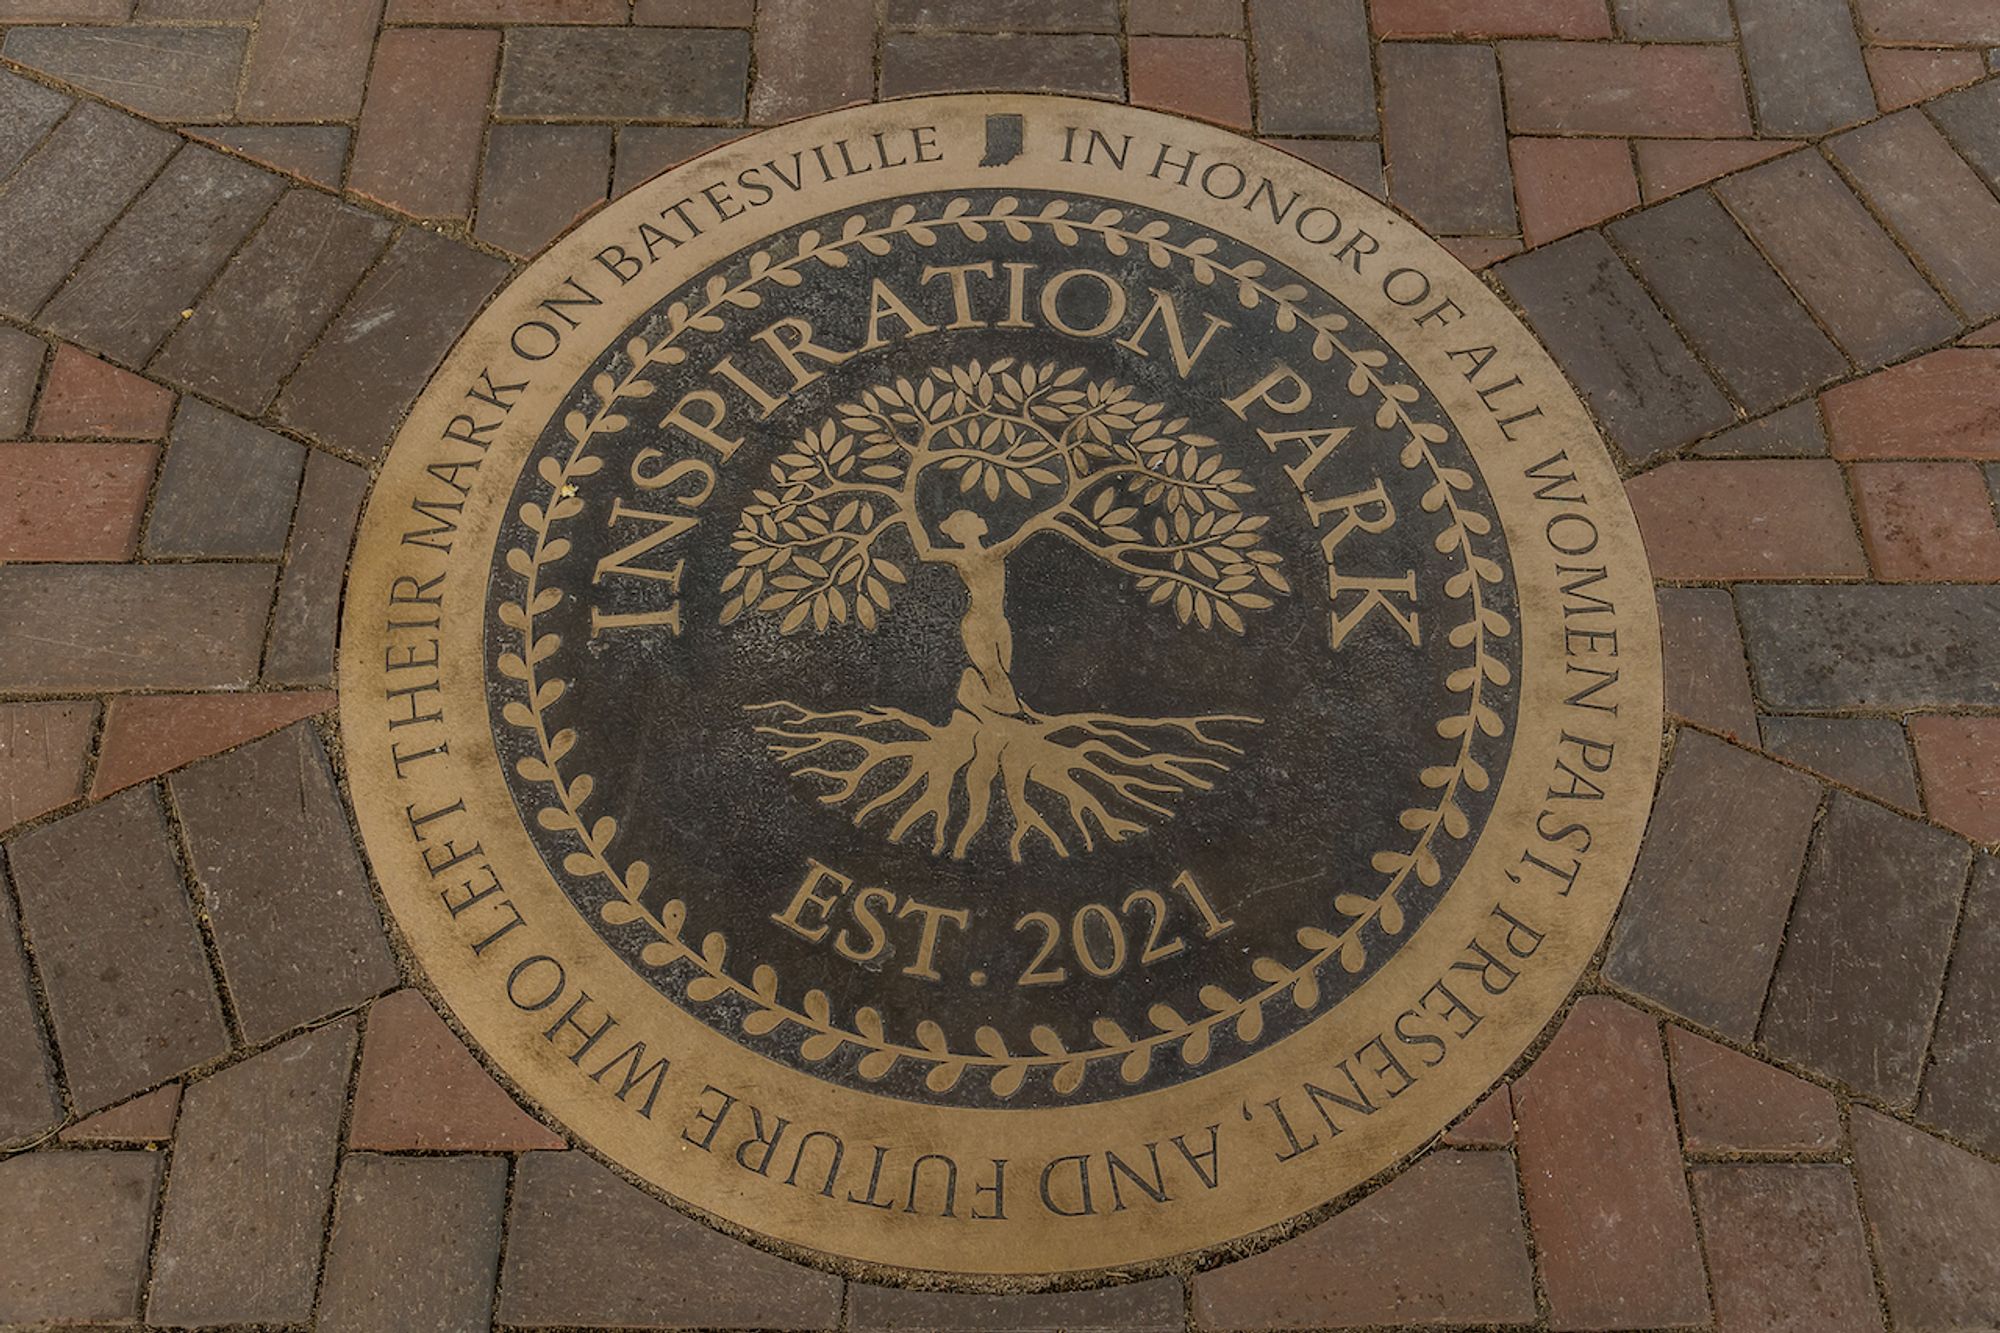 INSPIRATION PARK
EST. 2021
IN HONOR OF ALL WOMEN PAST, PRESENT, AND FUTURE WHO LEFT THEIR MARK ON BATESVILLE